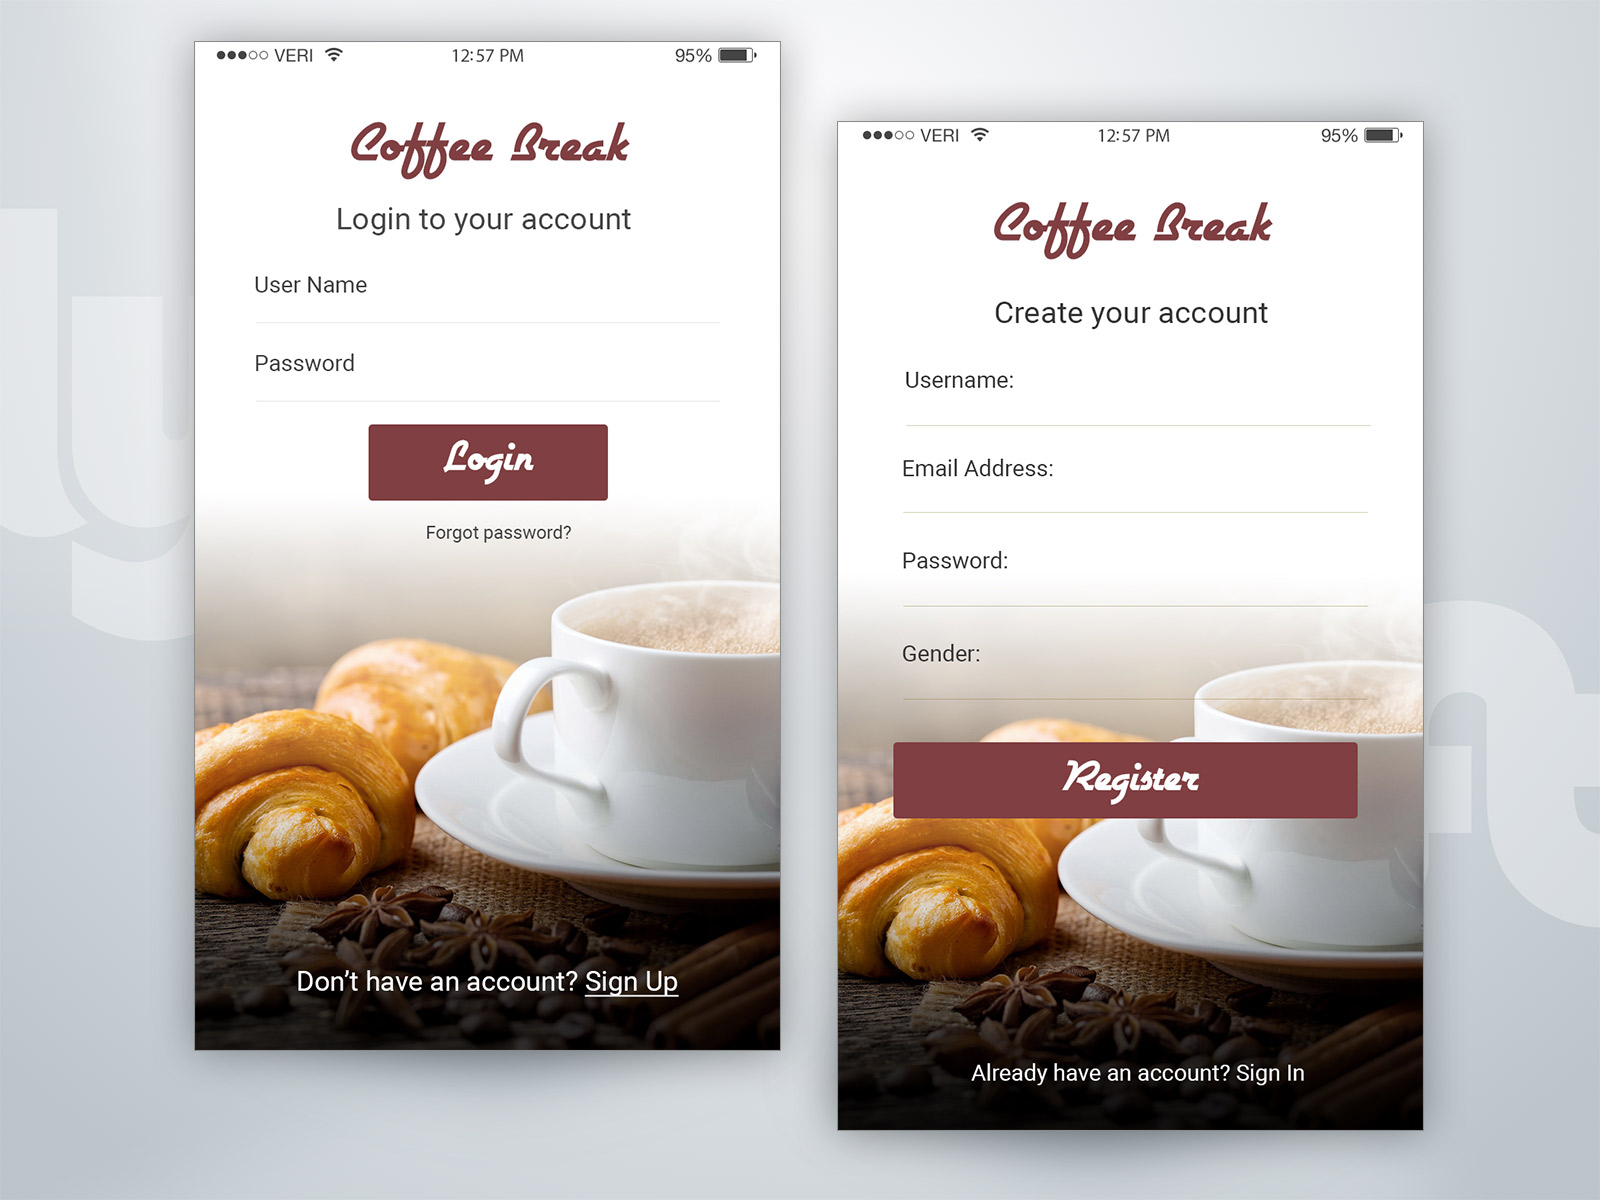 VERI 12:57 PM 95%
Coffee Break
Login to your account
User Name
Password
Login
Forgot password?
Don’t have an account? Sign Up
VERI 12:57 PM 95%
Coffee Break
Create your account
Username:
Email Address:
Password:
Gender:
Register
Already have an account? Sign In